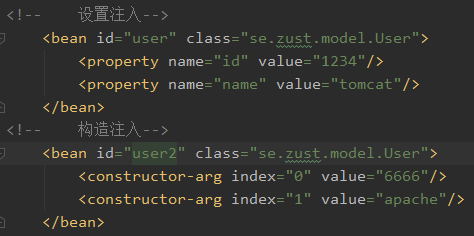 <!--    设置注入-->
<bean id="user" class="se.zust.model.User">
<property name="id" value="1234"/>
<property name="name" value="tomcat"/>
</bean>
<!--    构造注入-->
<bean id="user2" class="se.zust.model.User">
<constructor-arg index="0" value="6666"/>
<constructor-arg index="1" value="apache"/>
</bean>